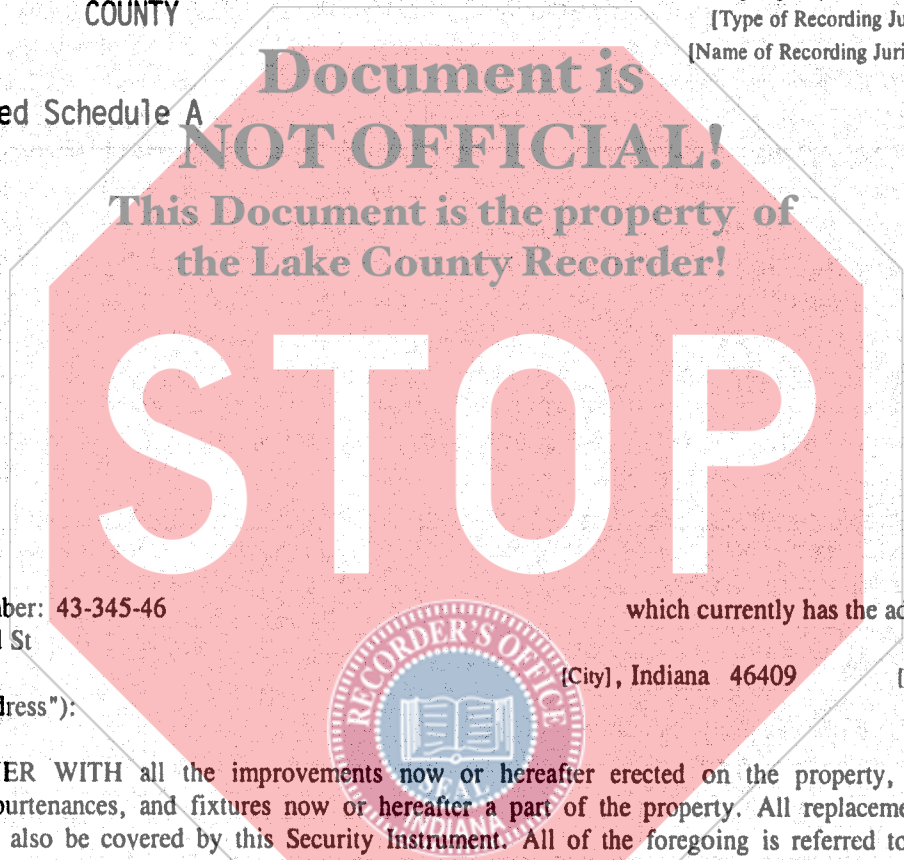 COUNTY
[Type of Recording Ju
[Name of Recording Juri
Document is
ed Schedule A
NOT OFFICIAL!
This Document is the property of
the Lake County Recorder!
STOP
ber: 43-345-46 which currently has the ad
St
[City], Indiana 46409 [
dress"):
RECORDER'S OFFICE
SEAL
INDIANA
ER WITH all the improvements now or hereafter erected on the property,
purtenances, and fixtures now or hereafter a part of the property. All replaceme
also be covered by this Security Instrument. All of the foregoing is referred to